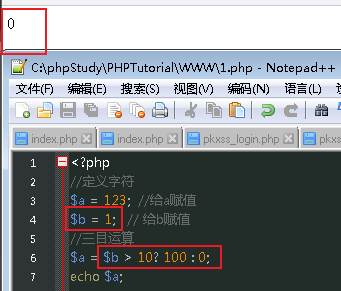 0
C:\phpStudy\PHPTutorial\WWW\1.php - Notepad++
文件(F) 编辑(E) 搜索(S) 视图(V) 编码(N) 语言(L)
index.php index.php pkxss_login.php pkxs
1 <?php
2 //定义字符
3 $a = 123; //给a赋值
4 $b = 1; // 给b赋值
5 //三目运算
6 $a = $b > 10? 100 : 0;
7 echo $a;